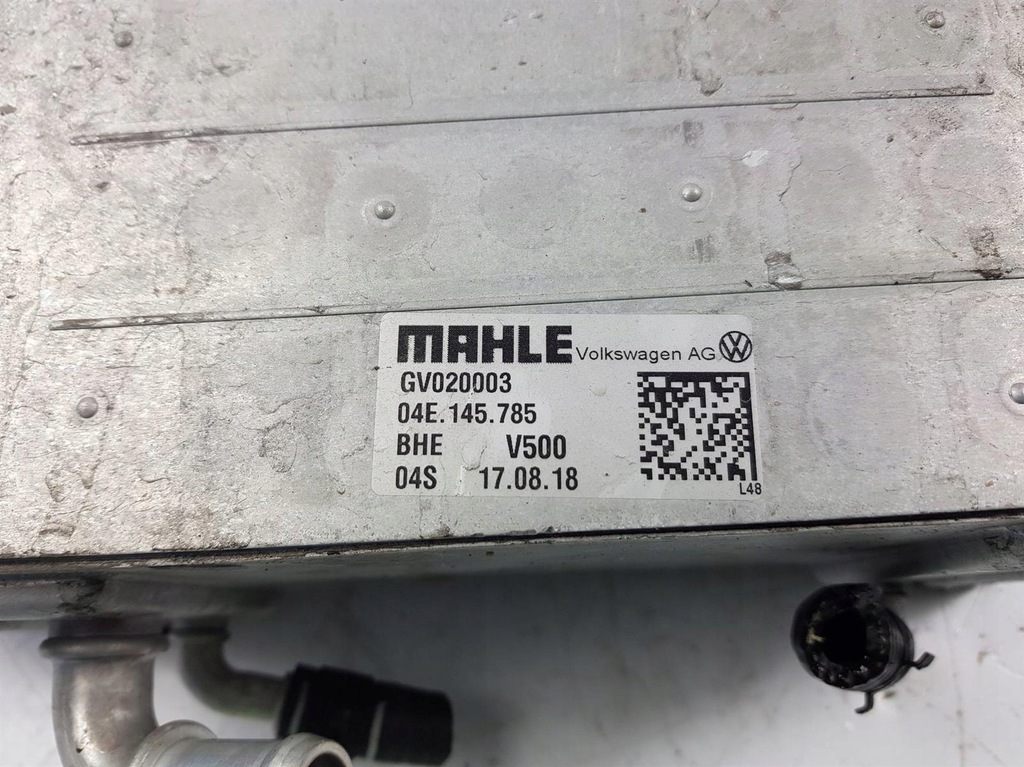 MAHLE Volkswagen AG
GV020003
04E.145.785
BHE V500
04S 17.08.18
L48